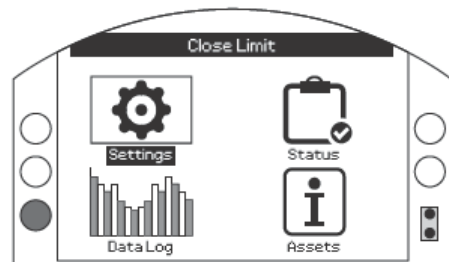 Close Limit
Settings
Status
Data Log
Assets